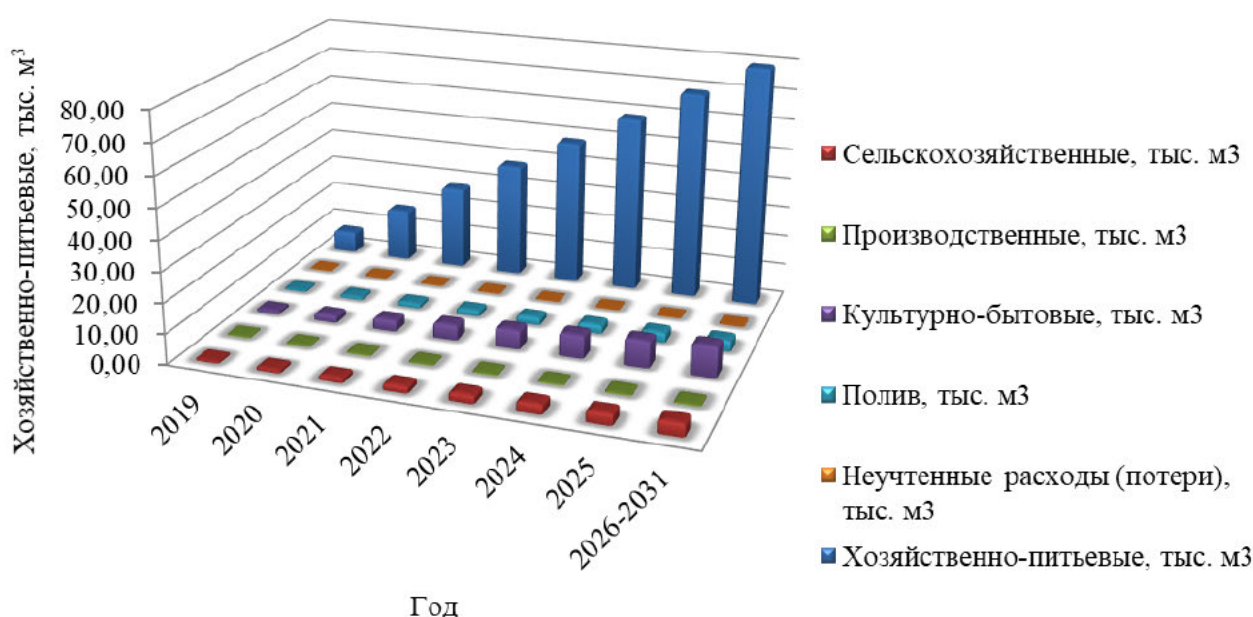 Хозяйственно-питьевые, тыс. м³
80,00
70,00
60,00
50,00
40,00
30,00
20,00
10,00
0,00
2019
2020
2021
2022
2023
2024
2025
2026-2031
Год
Сельскохозяйственные, тыс. м3
Производственные, тыс. м3
Культурно-бытовые, тыс. м3
Полив, тыс. м3
Неучтенные расходы (потери),
тыс. м3
Хозяйственно-питьевые, тыс. м3